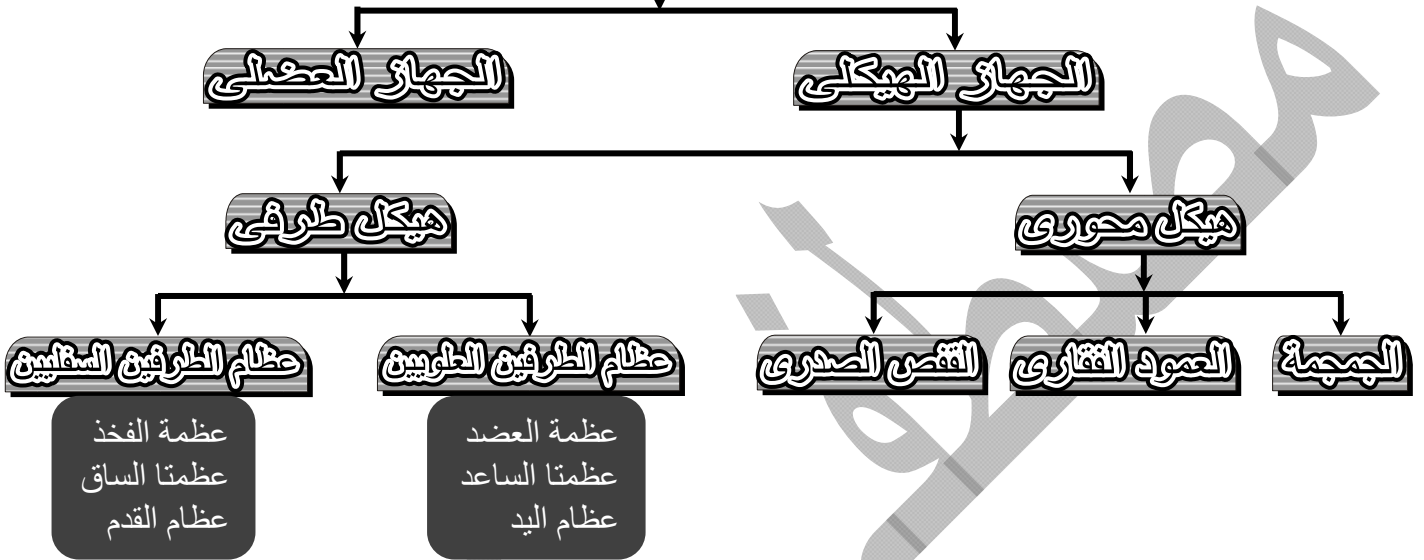 الجهاز الهيكلى
الجهاز العضلى
هيكل محورى
هيكل طرفى
الجمجمة
العمود الفقارى
القفص الصدرى
عظام الطرفين العلويين
عظمة العضد
عظمتا الساعد
عظام اليد
عظام الطرفين السفليين
عظمة الفخذ
عظمتا الساق
عظام القدم